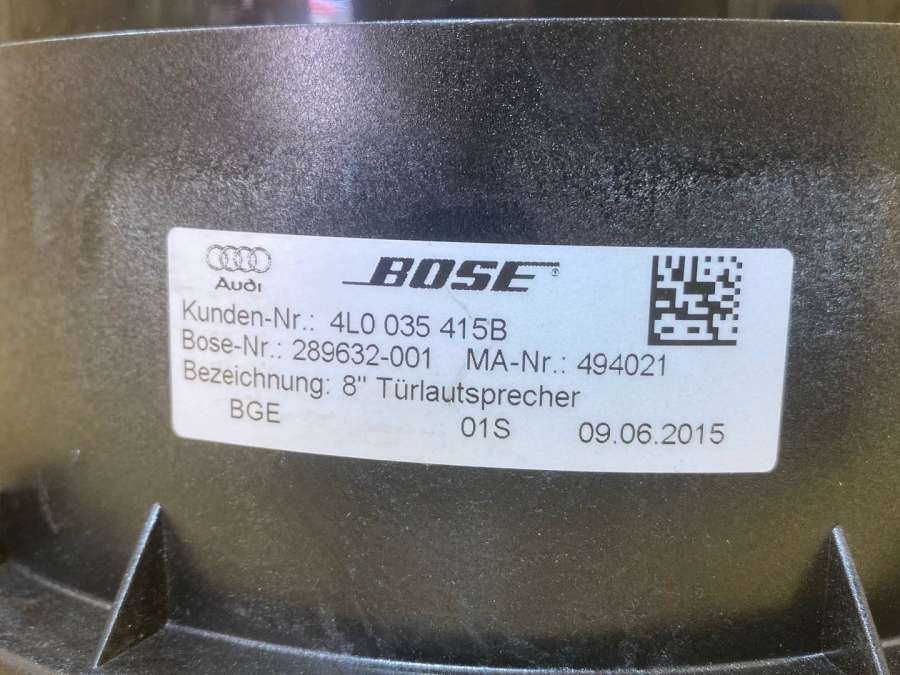 Audi BOSE®
Kunden-Nr.: 4L0 035 415B
Bose-Nr.: 289632-001 MA-Nr.: 494021
Bezeichnung: 8" Türlautsprecher
BGE 01S 09.06.2015